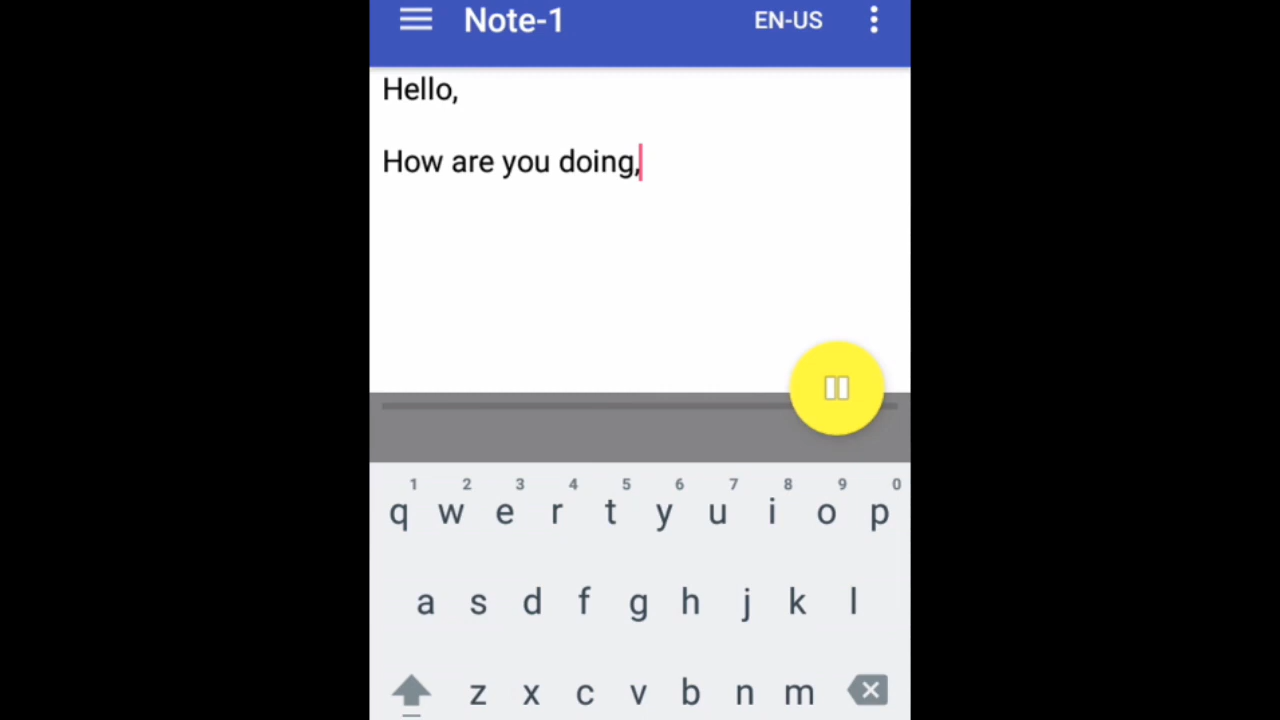 Note-1 EN-US
Hello,
How are you doing,
1 2 3 4 5 6 7 8 9 0
q w e r t y u i o p
a s d f g h j k l
z x c v b n m